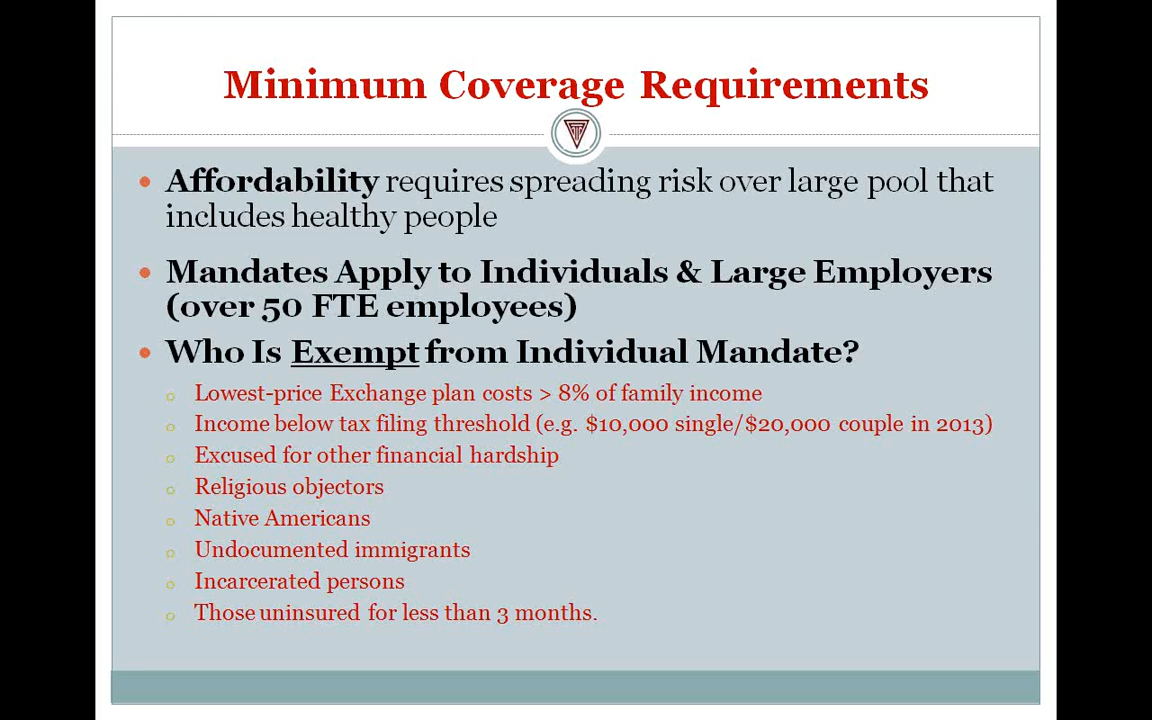 Minimum Coverage Requirements
• Affordability requires spreading risk over large pool that
includes healthy people
• Mandates Apply to Individuals & Large Employers
(over 50 FTE employees)
• Who Is Exempt from Individual Mandate?
o Lowest-price Exchange plan costs > 8% of family income
o Income below tax filing threshold (e.g. $10,000 single/$20,000 couple in 2013)
o Excused for other financial hardship
o Religious objectors
o Native Americans
o Undocumented immigrants
o Incarcerated persons
o Those uninsured for less than 3 months.